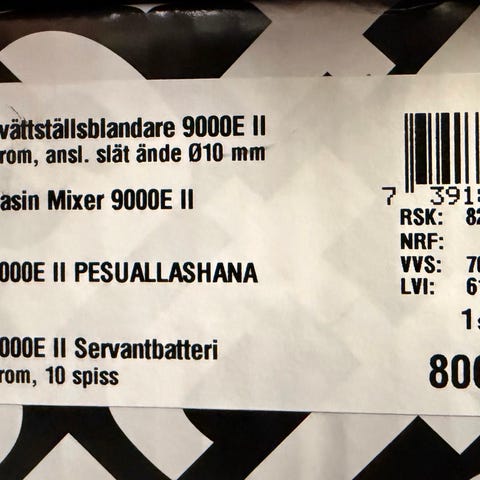 vättställsblandare 9000E II
rom, ansl. slät ände Ø10 mm
asin Mixer 9000E II
000E II PESUALLASHANA
000E II Servantbatteri
rom, 10 spiss
7 391
RSK: 82
NRF:
VVS: 70
LVI: 61
1
800